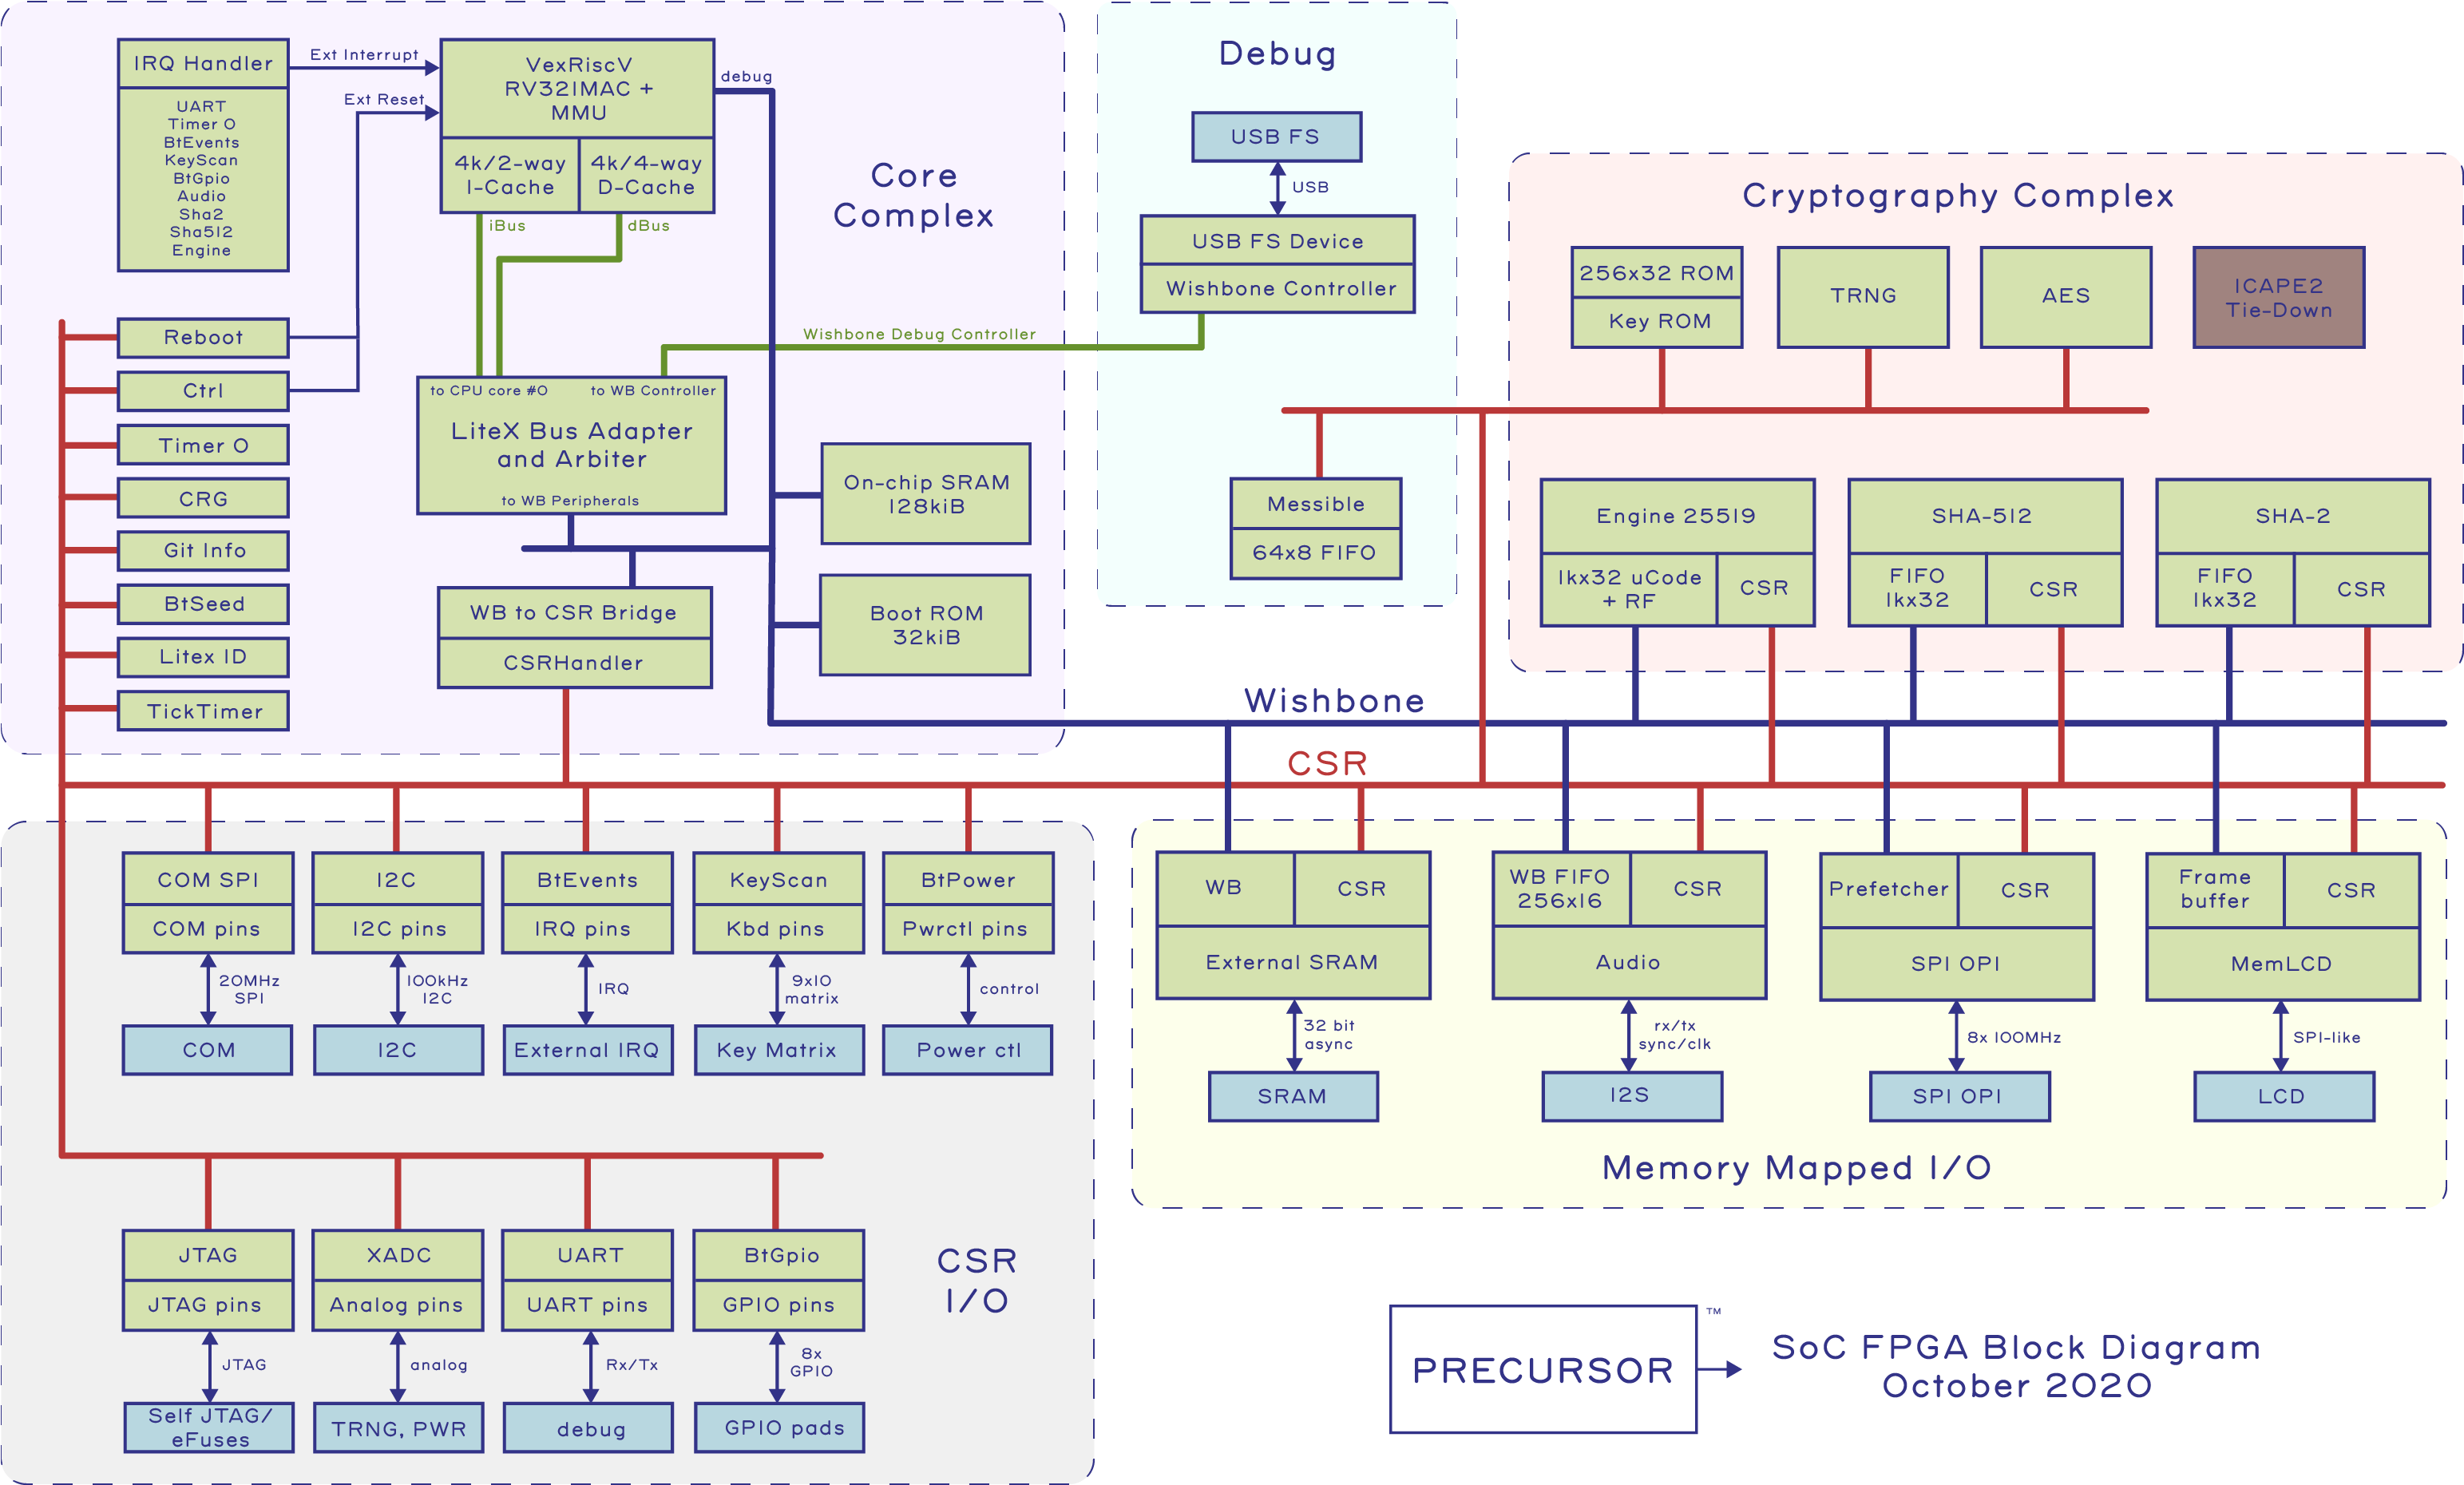 IRQ Handler
UART
Timer 0
BtEvents
KeyScan
BtGpio
Audio
Sha2
Sha512
Engine
Ext Interrupt
Ext Reset
VexRiscV
RV32IMAC +
MMU
4k/2-way
I-Cache
4k/4-way
D-Cache
debug
iBus
dBus
Core
Complex
Reboot
Ctrl
Timer 0
CRG
Git Info
BtSeed
Litex ID
TickTimer
Wishbone Debug Controller
to CPU core #0
to WB Controller
LiteX Bus Adapter
and Arbiter
to WB Peripherals
On-chip SRAM
128kiB
Boot ROM
32kiB
WB to CSR Bridge
CSRHandler
Debug
USB FS
USB
USB FS Device
Wishbone Controller
Messible
64x8 FIFO
Cryptography Complex
256x32 ROM
Key ROM
TRNG
AES
ICAPE2
Tie-Down
Engine 25519
1kx32 uCode
+ RF
CSR
SHA-512
FIFO
1kx32
CSR
SHA-2
FIFO
1kx32
CSR
Wishbone
CSR
COM SPI
COM pins
20MHz
SPI
COM
I2C
I2C pins
100kHz
I2C
I2C
BtEvents
IRQ pins
IRQ
External IRQ
KeyScan
Kbd pins
9x10
matrix
Key Matrix
BtPower
Pwrctl pins
control
Power ctl
JTAG
JTAG pins
JTAG
Self JTAG/
eFuses
XADC
Analog pins
analog
TRNG, PWR
UART
UART pins
Rx/Tx
debug
BtGpio
GPIO pins
8x
GPIO
GPIO pads
CSR
I/O
WB
CSR
External SRAM
32 bit
async
SRAM
WB FIFO
256x16
CSR
Audio
rx/tx
sync/clk
I2S
Prefetcher
CSR
SPI OPI
8x 100MHz
SPI OPI
Frame
buffer
CSR
MemLCD
SPI-like
LCD
Memory Mapped I/O
PRECURSOR
™
SoC FPGA Block Diagram
October 2020